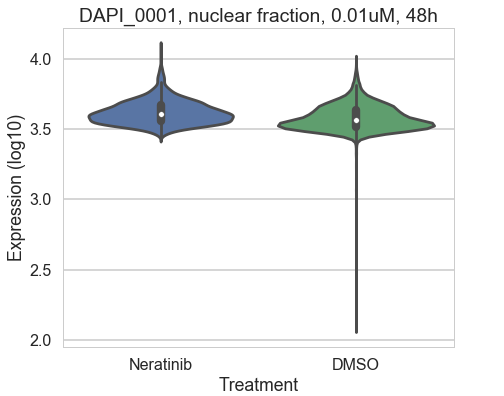 DAPI_0001, nuclear fraction, 0.01uM, 48h
4.0
3.5
3.0
2.5
2.0
Expression (log10)
Neratinib DMSO
Treatment